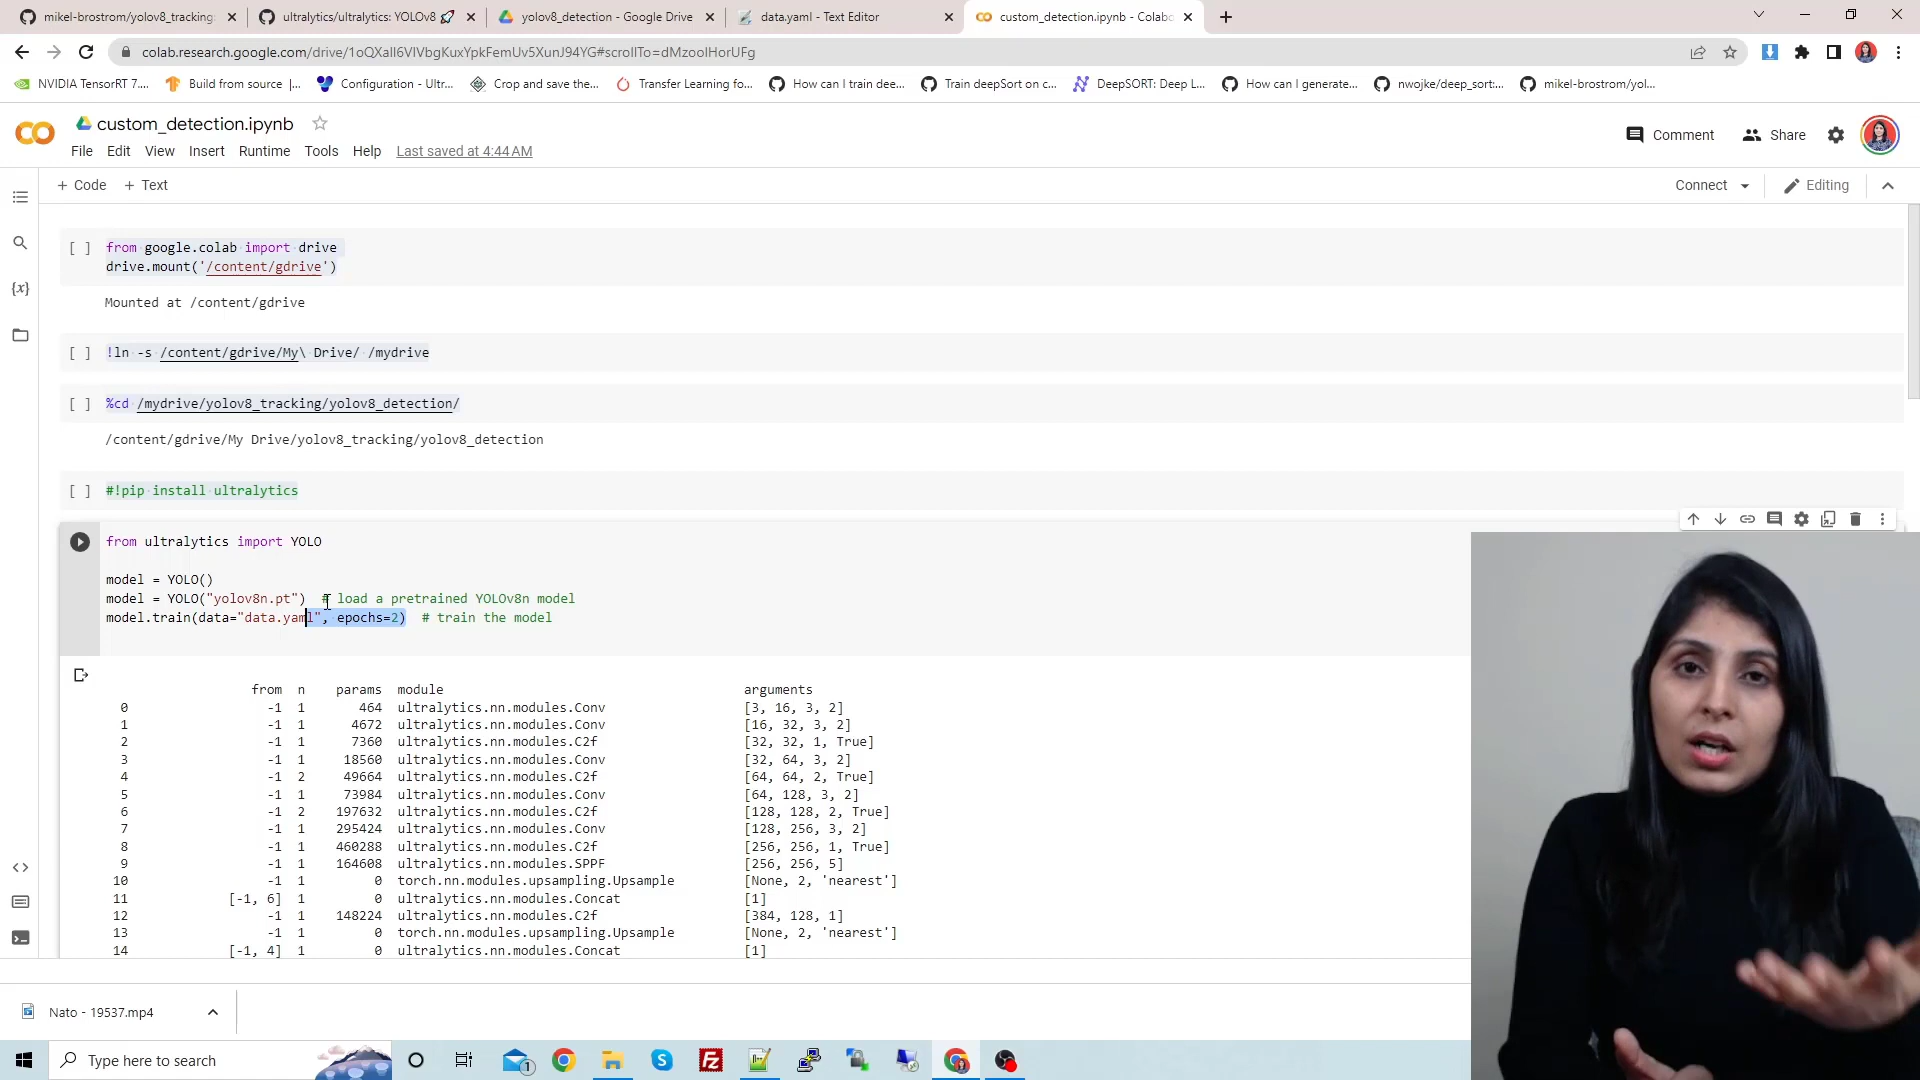 mikel-brostrom/yolov8_tracking
ultralytics/ultralytics: YOLOv8 🚀
yolov8_detection - Google Drive
data.yaml - Text Editor
custom_detection.ipynb - Colabo
colab.research.google.com/drive/1oQXaII6VIVbgKuxYpkFemUv5XunJ94YG#scrollTo=dMzooIHorUFg
NVIDIA TensorRT 7....
Build from source |...
Configuration - Ultr...
Crop and save the...
Transfer Learning fo...
How can I train dee...
Train deepSort on c...
DeepSORT: Deep L...
How can I generate...
nwojke/deep_sort:...
mikel-brostrom/yol...
custom_detection.ipynb
Comment
Share
File Edit View Insert Runtime Tools Help Last saved at 4:44 AM
+ Code + Text
Connect
Editing
[ ] from google.colab import drive
drive.mount('/content/gdrive')
Mounted at /content/gdrive
[ ] !ln -s /content/gdrive/My\ Drive/ /mydrive
[ ] %cd /mydrive/yolov8_tracking/yolov8_detection/
/content/gdrive/My Drive/yolov8_tracking/yolov8_detection
[ ] #!pip install ultralytics
from ultralytics import YOLO
model = YOLO()
model = YOLO("yolov8n.pt") # load a pretrained YOLOv8n model
model.train(data="data.yaml", epochs=2) # train the model
from n params module arguments
0 -1 1 464 ultralytics.nn.modules.Conv [3, 16, 3, 2]
1 -1 1 4672 ultralytics.nn.modules.Conv [16, 32, 3, 2]
2 -1 1 7360 ultralytics.nn.modules.C2f [32, 32, 1, True]
3 -1 1 18560 ultralytics.nn.modules.Conv [32, 64, 3, 2]
4 -1 2 49664 ultralytics.nn.modules.C2f [64, 64, 2, True]
5 -1 1 73984 ultralytics.nn.modules.Conv [64, 128, 3, 2]
6 -1 2 197632 ultralytics.nn.modules.C2f [128, 128, 2, True]
7 -1 1 295424 ultralytics.nn.modules.Conv [128, 256, 3, 2]
8 -1 1 460288 ultralytics.nn.modules.C2f [256, 256, 1, True]
9 -1 1 164608 ultralytics.nn.modules.SPPF [256, 256, 5]
10 -1 1 0 torch.nn.modules.upsampling.Upsample [None, 2, 'nearest']
11 [-1, 6] 1 0 ultralytics.nn.modules.Concat [1]
12 -1 1 148224 ultralytics.nn.modules.C2f [384, 128, 1]
13 -1 1 0 torch.nn.modules.upsampling.Upsample [None, 2, 'nearest']
14 [-1, 4] 1 0 ultralytics.nn.modules.Concat [1]
Nato - 19537.mp4
Type here to search